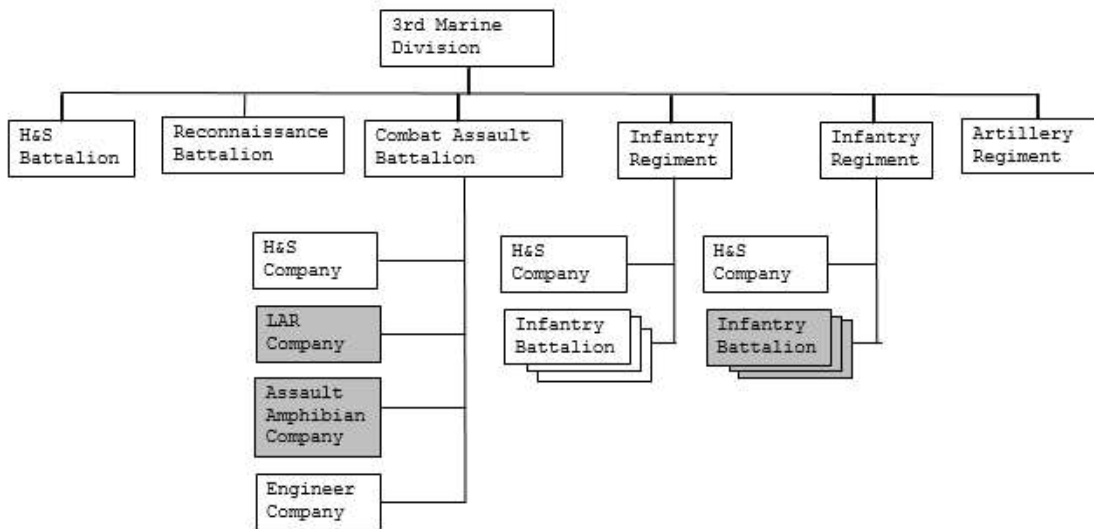 3rd Marine
Division
H&S
Battalion
Reconnaissance
Battalion
Combat Assault
Battalion
Infantry
Regiment
Infantry
Regiment
Artillery
Regiment
H&S
Company
LAR
Company
Assault
Amphibian
Company
Engineer
Company
H&S
Company
Infantry
Battalion
H&S
Company
Infantry
Battalion